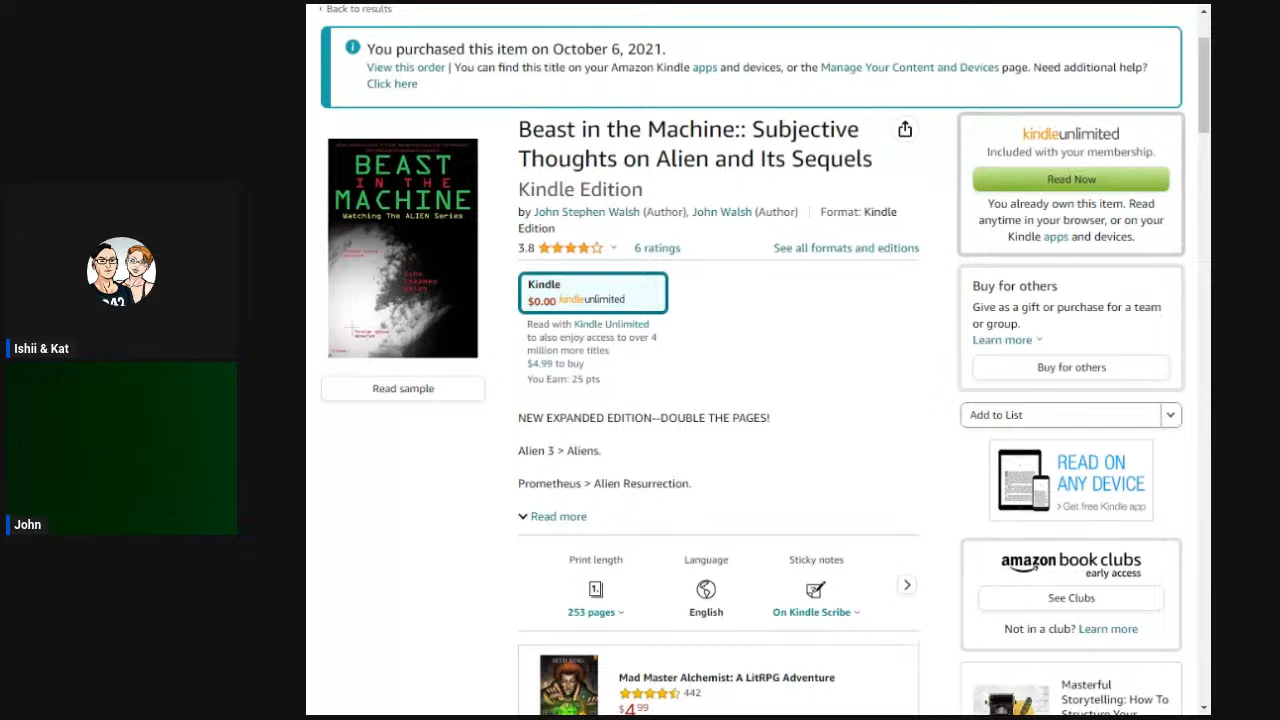 Back to results
You purchased this item on October 6, 2021.
View this order | You can find this title on your Amazon Kindle apps and devices, or the Manage Your Content and Devices page. Need additional help?
Click here
Beast in the Machine:: Subjective
Thoughts on Alien and Its Sequels
Kindle Edition
by John Stephen Walsh (Author), John Walsh (Author) Format: Kindle
Edition
3.8 6 ratings See all formats and editions
BEAST
IN THE
MACHINE
Watching The ALIEN Series
John
Stephen
Walsh
Read sample
Kindle
$0.00 kindleunlimited
Read with Kindle Unlimited
to also enjoy access to over 4
million more titles
$4.99 to buy
You Earn: 25 pts
NEW EXPANDED EDITION--DOUBLE THE PAGES!
Alien 3 > Aliens.
Prometheus > Alien Resurrection.
Read more
Print length Language Sticky notes
253 pages English On Kindle Scribe
Mad Master Alchemist: A LitRPG Adventure
442
$4.99
kindleunlimited
Included with your membership.
Read Now
You already own this item. Read
anytime in your browser, or on your
Kindle apps and devices.
Buy for others
Give as a gift or purchase for a team
or group.
Learn more
Buy for others
Add to List
READ ON
ANY DEVICE
> Get free Kindle app
amazon book clubs
early access
See Clubs
Not in a club? Learn more
Masterful
Storytelling: How To
Structure Your
Ishii & Kat
John